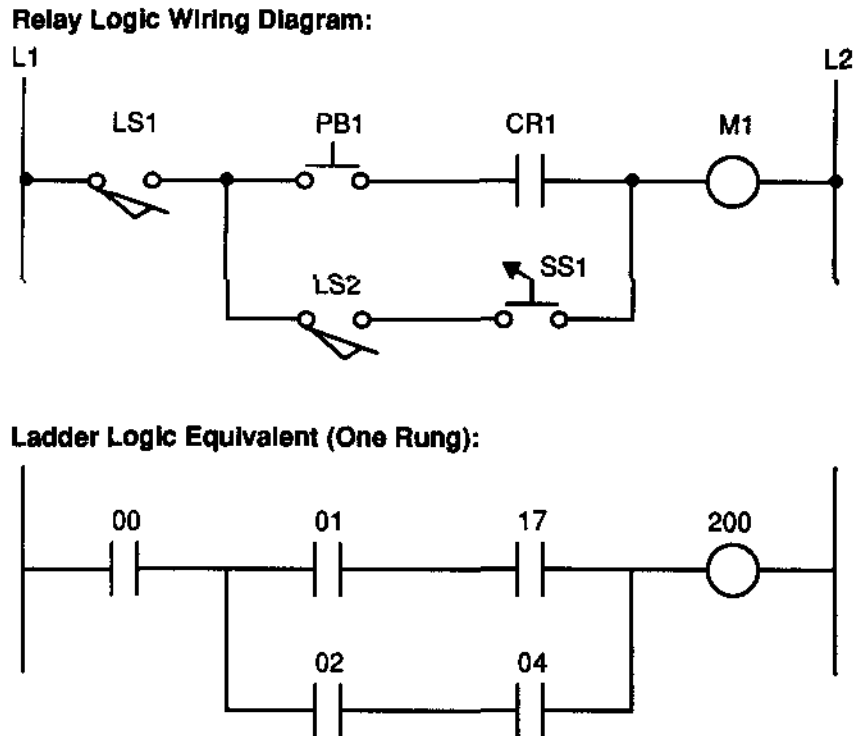 Relay Logic Wiring Diagram:
L1 L2
LS1 PB1 CR1 M1
LS2 SS1
Ladder Logic Equivalent (One Rung):
00 01 17 200
02 04